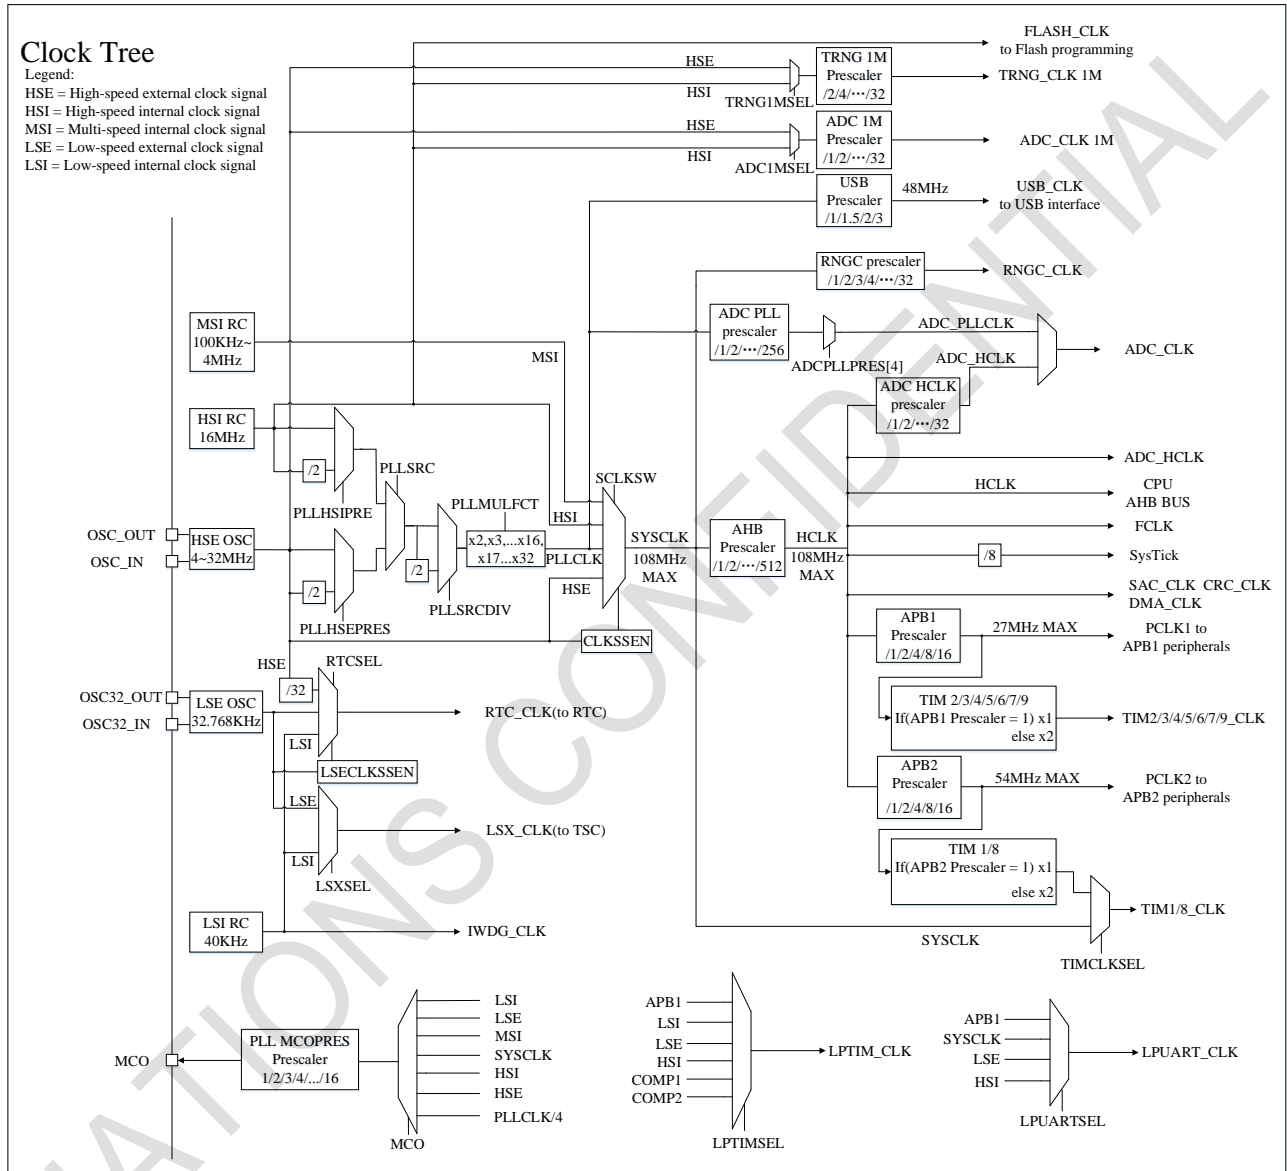 Clock Tree
Legend:
HSE = High-speed external clock signal
HSI = High-speed internal clock signal
MSI = Multi-speed internal clock signal
LSE = Low-speed external clock signal
LSI = Low-speed internal clock signal
FLASH_CLK
to Flash programming
HSE
HSI
TRNG1MSEL
TRNG 1M
Prescaler
/2/4/···/32
TRNG_CLK 1M
HSE
HSI
ADC1MSEL
ADC 1M
Prescaler
/1/2/···/32
ADC_CLK 1M
USB
Prescaler
/1/1.5/2/3
48MHz
USB_CLK
to USB interface
RNGC prescaler
/1/2/3/4/···/32
RNGC_CLK
MSI RC
100KHz~
4MHz
MSI
ADC PLL
prescaler
/1/2/···/256
ADCPLLPRES[4]
ADC_PLLCLK
ADC_HCLK
ADC_CLK
ADC HCLK
prescaler
/1/2/···/32
HSI RC
16MHz
/2
PLLHSIPRE
PLLSRC
PLLMULFCT
SCLKSW
ADC_HCLK
HCLK
CPU
AHB BUS
FCLK
/8
SysTick
SAC_CLK CRC_CLK
DMA_CLK
OSC_OUT
OSC_IN
HSE OSC
4~32MHz
/2
PLLHSEPRES
/2
PLLSRCDIV
x2,x3,...x16,
x17...x32
HSI
PLLCLK
HSE
CLKSSEN
SYSCLK
108MHz
MAX
AHB
Prescaler
/1/2/···/512
HCLK
108MHz
MAX
APB1
Prescaler
/1/2/4/8/16
27MHz MAX
PCLK1 to
APB1 peripherals
HSE
RTCSEL
/32
OSC32_OUT
OSC32_IN
LSE OSC
32.768KHz
LSI
RTC_CLK(to RTC)
LSECLKSSEN
TIM 2/3/4/5/6/7/9
If(APB1 Prescaler = 1) x1
else x2
TIM2/3/4/5/6/7/9_CLK
APB2
Prescaler
/1/2/4/8/16
54MHz MAX
PCLK2 to
APB2 peripherals
LSE
LSI
LSXSEL
LSX_CLK(to TSC)
TIM 1/8
If(APB2 Prescaler = 1) x1
else x2
TIM1/8_CLK
SYSCLK
TIMCLKSEL
LSI RC
40KHz
IWDG_CLK
MCO
PLL MCOPRES
Prescaler
1/2/3/4/.../16
LSI
LSE
MSI
SYSCLK
HSI
HSE
PLLCLK/4
MCO
APB1
LSI
LSE
HSI
COMP1
COMP2
LPTIM_CLK
LPTIMSEL
APB1
SYSCLK
LSE
HSI
LPUART_CLK
LPUARTSEL
NATIONS CONFIDENTIAL